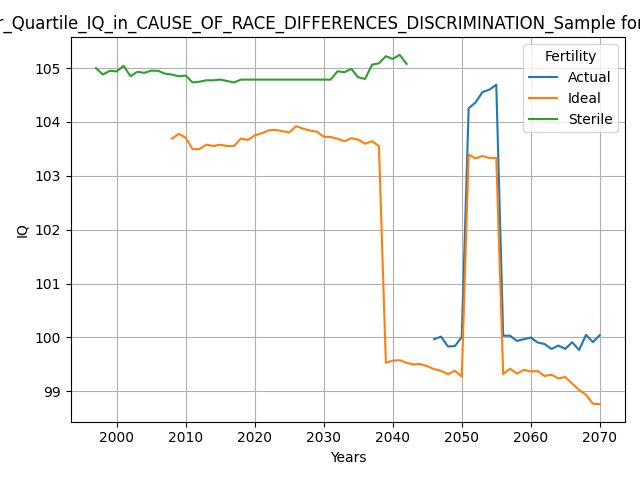 r_Quartile_IQ_in_CAUSE_OF_RACE_DIFFERENCES_DISCRIMINATION_Sample for
Fertility
Actual
Ideal
Sterile
105
104
103
102
101
100
99
IQ
2000
2010
2020
2030
2040
2050
2060
2070
Years